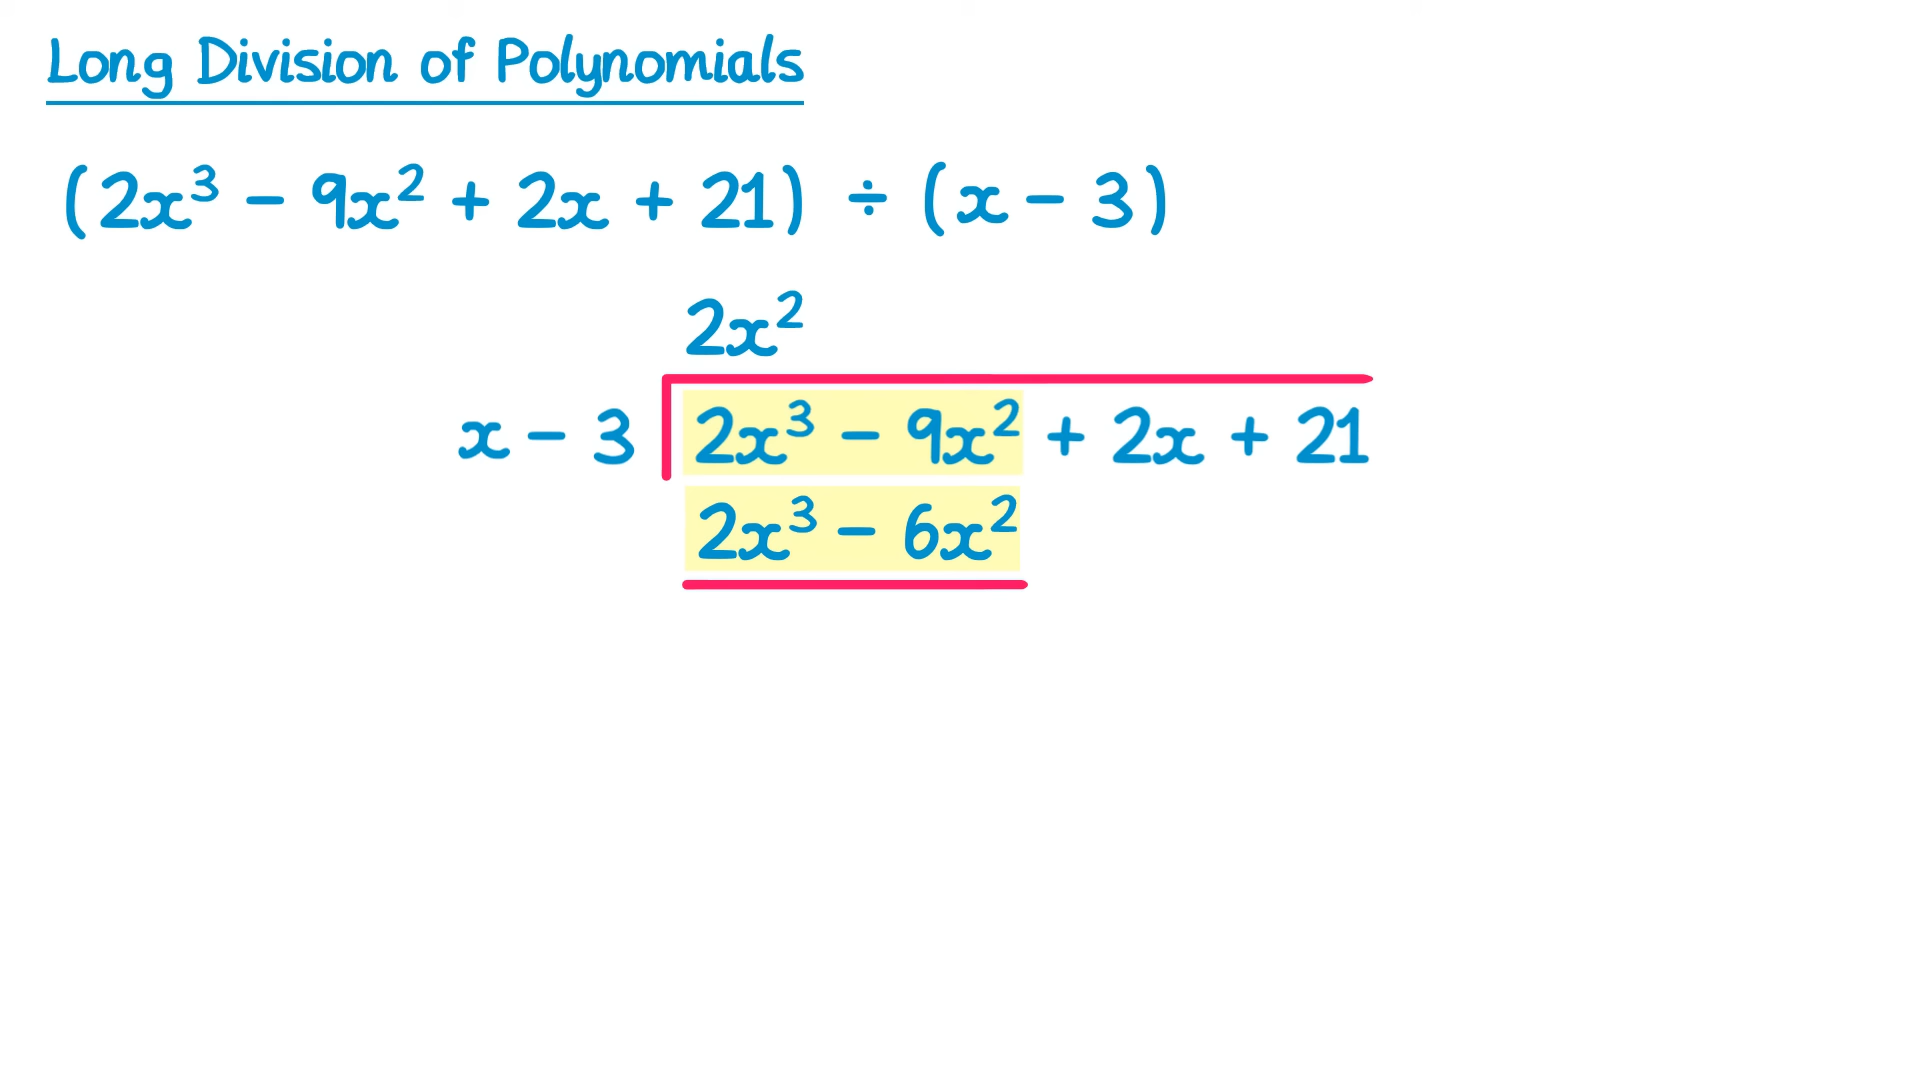 Long Division of Polynomials
(2x³ − 9x² + 2x + 21) ÷ (x − 3)
2x²
x − 3 2x³ − 9x² + 2x + 21
2x³ − 6x²